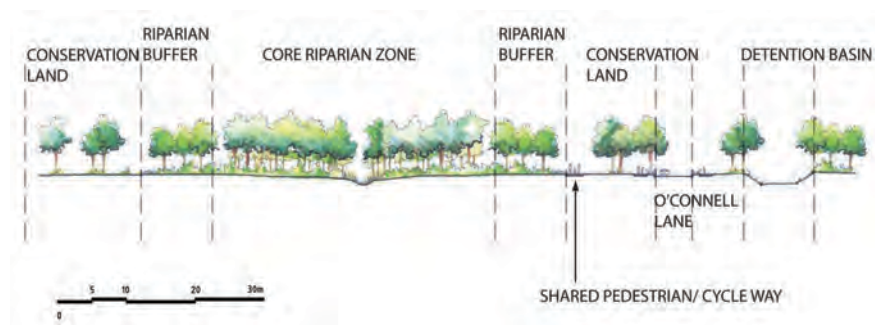 CONSERVATION
LAND
RIPARIAN
BUFFER
CORE RIPARIAN ZONE
RIPARIAN
BUFFER
CONSERVATION
LAND
DETENTION BASIN
O'CONNELL
LANE
SHARED PEDESTRIAN/ CYCLE WAY
0 5 10 20 30m